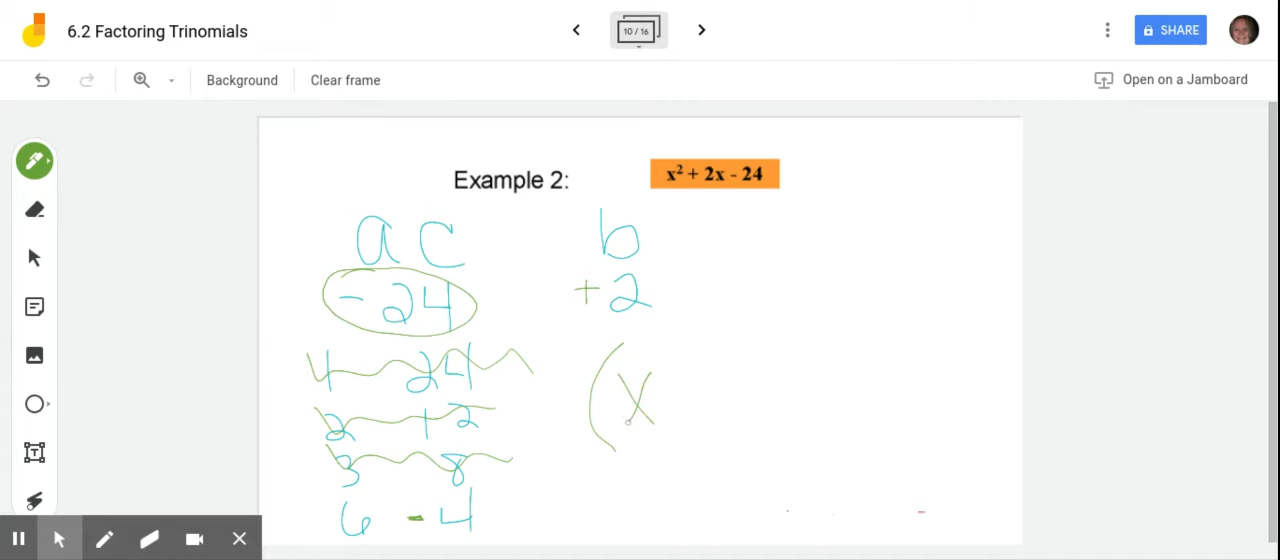 6.2 Factoring Trinomials
10 / 16
SHARE
Background
Clear frame
Open on a Jamboard
Example 2:
x² + 2x - 24
a c
b
- 24
+ 2
1 24
2 12
3 8
6 - 4
(x